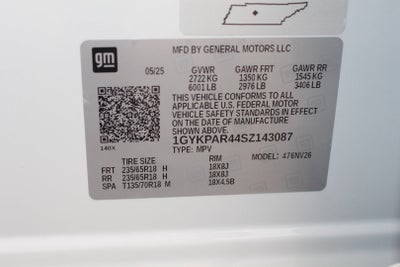 gm
MFD BY GENERAL MOTORS LLC
05/25 GVWR GAWR FRT GAWR RR
2722 KG 1350 KG 1545 KG
6001 LB 2976 LB 3406 LB
THIS VEHICLE CONFORMS TO ALL
APPLICABLE U.S. FEDERAL MOTOR
VEHICLE SAFETY STANDARDS IN EFFECT
ON THE DATE OF MANUFACTURE SHOWN ABOVE.
1GYKPAR44SZ143087
140X TYPE: MPV MODEL: 476NV26
TIRE SIZE RIM
FRT 235/65R18 H 18X8J
RR 235/65R18 H 18X8J
SPA T135/70R18 M 18X4.5B